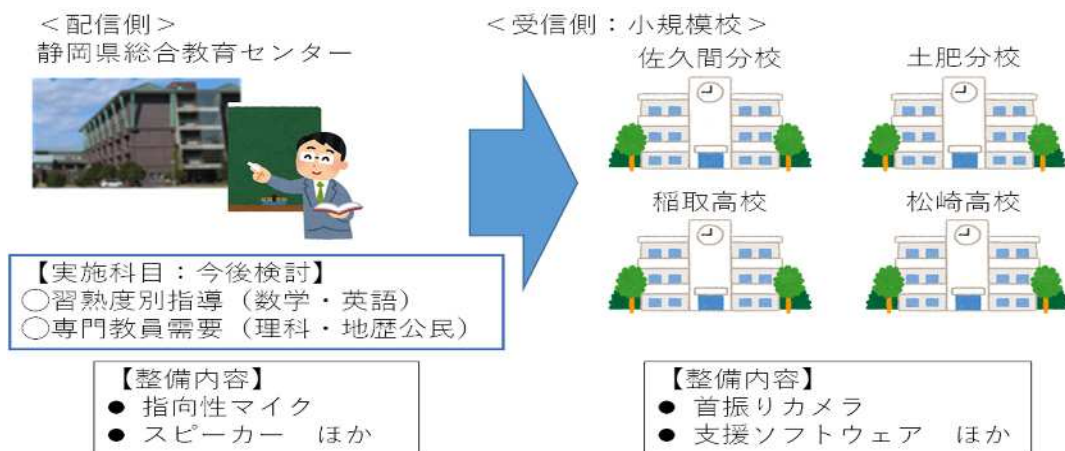 ＜配信側＞
静岡県総合教育センター
【実施科目：今後検討】
○習熟度別指導（数学・英語）
○専門教員需要（理科・地歴公民）
【整備内容】
● 指向性マイク
● スピーカー　ほか
＜受信側：小規模校＞
佐久間分校
土肥分校
稲取高校
松崎高校
【整備内容】
● 首振りカメラ
● 支援ソフトウェア　ほか